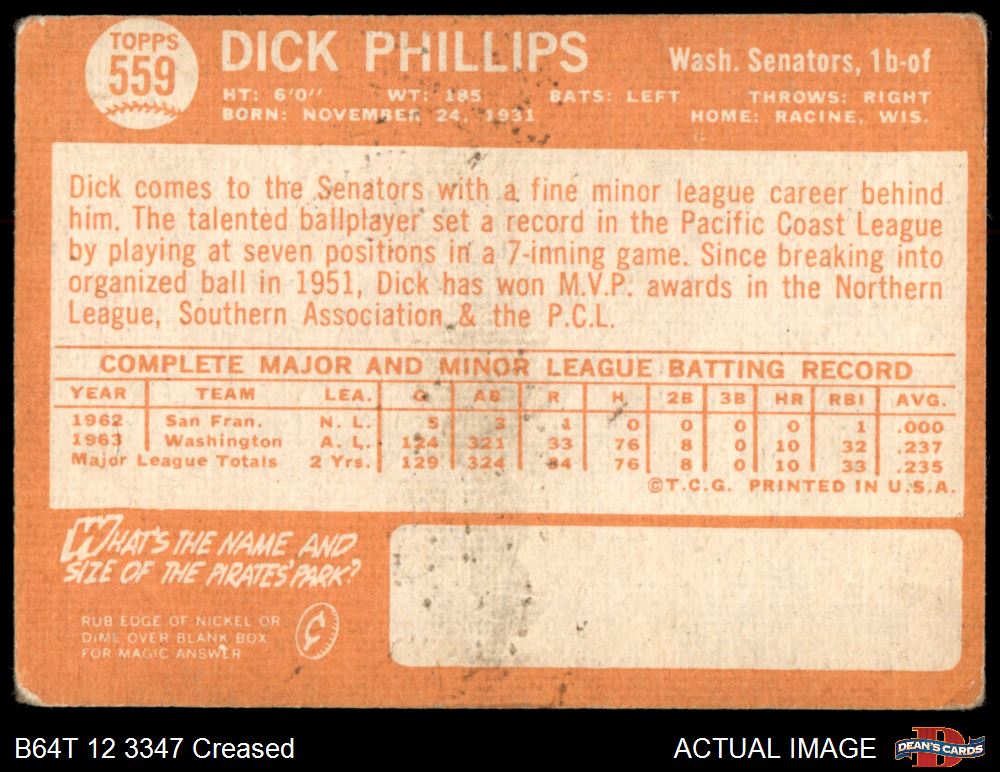 TOPPS
559
DICK PHILLIPS
Wash. Senators, 1b-of
HT: 6'0" WT: 185 BATS: LEFT THROWS: RIGHT
BORN: NOVEMBER 24, 1931 HOME: RACINE, WIS.
Dick comes to the Senators with a fine minor league career behind
him. The talented ballplayer set a record in the Pacific Coast League
by playing at seven positions in a 7-inning game. Since breaking into
organized ball in 1951, Dick has won M.V.P. awards in the Northern
League, Southern Association & the P.C.L.
COMPLETE MAJOR AND MINOR LEAGUE BATTING RECORD
YEAR TEAM LEA. G AB R H 2B 3B HR RBI AVG.
1962 San Fran. N. L. 5 3 1 0 0 0 0 1 .000
1963 Washington A. L. 124 321 33 76 8 0 10 32 .237
Major League Totals 2 Yrs. 129 324 34 76 8 0 10 33 .235
©T.C.G. PRINTED IN U.S.A.
WHAT'S THE NAME AND
SIZE OF THE PIRATES' PARK?
RUB EDGE OF NICKEL OR
DIME OVER BLANK BOX
FOR MAGIC ANSWER
¢
B64T 12 3347 Creased
ACTUAL IMAGE
DEAN'S CARDS